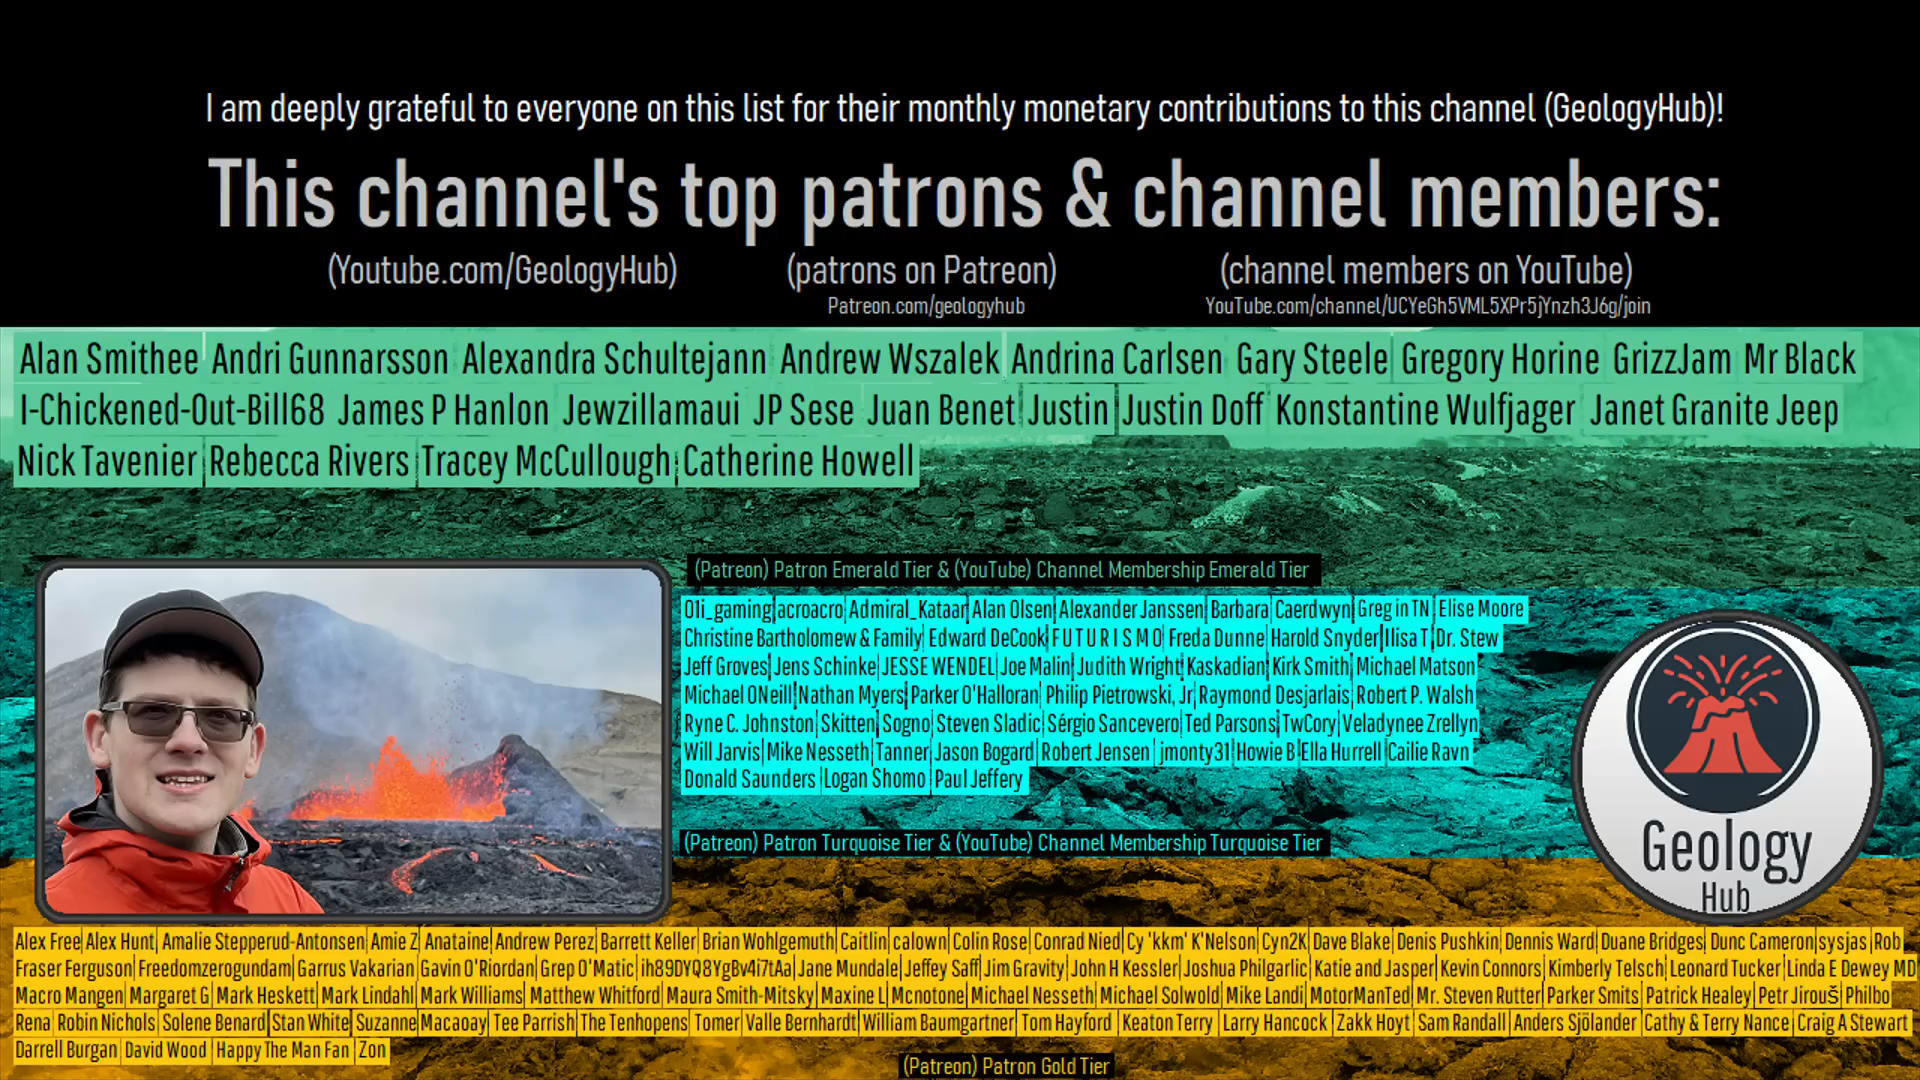 I am deeply grateful to everyone on this list for their monthly monetary contributions to this channel (GeologyHub)!
This channel's top patrons & channel members:
(Youtube.com/GeologyHub) (patrons on Patreon) (channel members on YouTube)
Patreon.com/geologyhub YouTube.com/channel/UCYeGh5VML5XPr5jYnzh3J6g/join
Alan Smithee Andri Gunnarsson Alexandra Schultejann Andrew Wszalek Andrina Carlsen Gary Steele Gregory Horine GrizzJam Mr Black
I-Chickened-Out-Bill68 James P Hanlon Jewzillamaui JP Sese Juan Benet Justin Justin Doff Konstantine Wulfjager Janet Granite Jeep
Nick Tavenier Rebecca Rivers Tracey McCullough Catherine Howell
(Patreon) Patron Emerald Tier & (YouTube) Channel Membership Emerald Tier
01i_gaming acroacro Admiral_Kataar Alan Olsen Alexander Janssen Barbara Caerdwyn Greg in TN Elise Moore
Christine Bartholomew & Family Edward DeCook F U T U R I S M O Freda Dunne Harold Snyder Ilisa T Dr. Stew
Jeff Groves Jens Schinke JESSE WENDEL Joe Malin Judith Wright Kaskadian Kirk Smith Michael Matson
Michael ONeill Nathan Myers Parker O'Halloran Philip Pietrowski, Jr Raymond Desjarlais Robert P. Walsh
Ryne C. Johnston Skitten Sogno Steven Sladic Sérgio Sancevero Ted Parsons TwCory Veladynee Zrellyn
Will Jarvis Mike Nesseth Tanner Jason Bogard Robert Jensen jmonty31 Howie B Ella Hurrell Cailie Ravn
Donald Saunders Logan Shomo Paul Jeffery
(Patreon) Patron Turquoise Tier & (YouTube) Channel Membership Turquoise Tier
Geology
Hub
Alex Free Alex Hunt Amalie Stepperud-Antonsen Amie Z Anataine Andrew Perez Barrett Keller Brian Wohlgemuth Caitlin calown Colin Rose Conrad Nied Cy 'kkm' K'Nelson Cyn2K Dave Blake Denis Pushkin Dennis Ward Duane Bridges Dunc Cameron sysjas Rob
Fraser Ferguson Freedomzerogundam Garrus Vakarian Gavin O'Riordan Grep O'Matic ih89DYQ8YgBv4i7tAa Jane Mundale Jeffey Saff Jim Gravity John H Kessler Joshua Philgarlic Katie and Jasper Kevin Connors Kimberly Telsch Leonard Tucker Linda E Dewey MD
Macro Mangen Margaret G Mark Heskett Mark Lindahl Mark Williams Matthew Whitford Maura Smith-Mitsky Maxine L Mcnotone Michael Nesseth Michael Solwold Mike Landi MotorManTed Mr. Steven Rutter Parker Smits Patrick Healey Petr Jirouš Philbo
Rena Robin Nichols Solene Benard Stan White Suzanne Macaoay Tee Parrish The Tenhopens Tomer Valle Bernhardt William Baumgartner Tom Hayford Keaton Terry Larry Hancock Zakk Hoyt Sam Randall Anders Sjölander Cathy & Terry Nance Craig A Stewart
Darrell Burgan David Wood Happy The Man Fan Zon
(Patreon) Patron Gold Tier